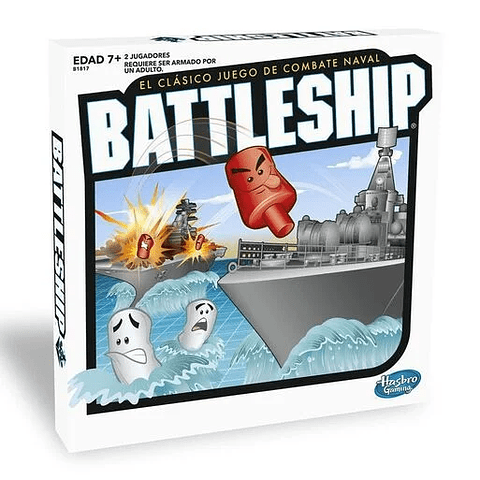 EDAD 7+
B1817
2 JUGADORES
REQUIERE SER ARMADO POR
UN ADULTO.
EL CLÁSICO JUEGO DE COMBATE NAVAL
BATTLESHIP®
BATTLESHIP
Hasbro
Gaming